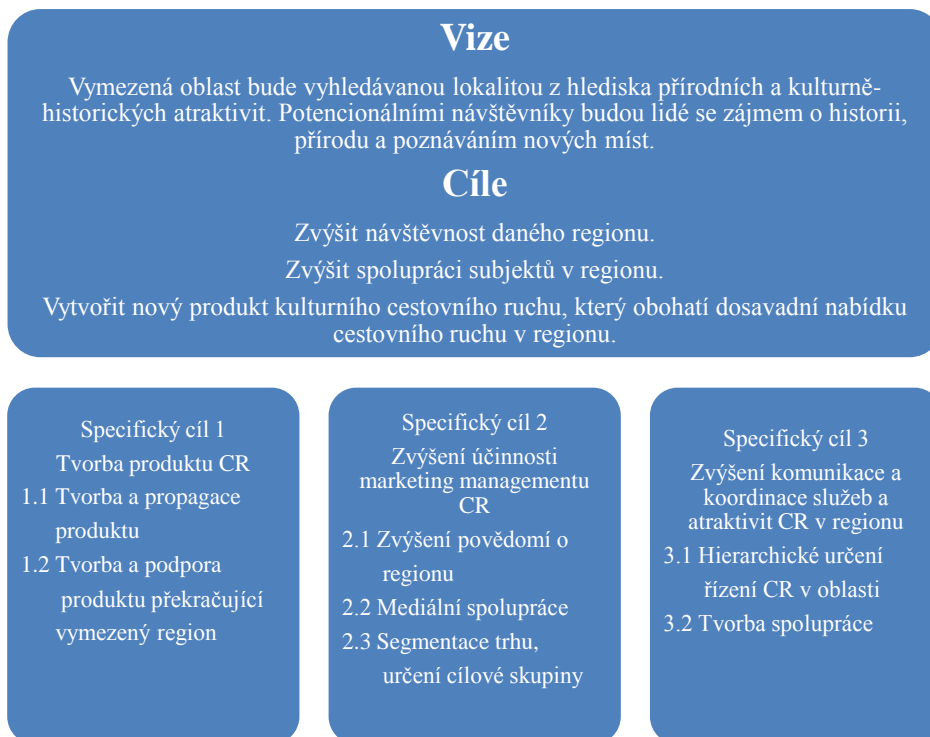 Vize
Vymezená oblast bude vyhledávanou lokalitou z hlediska přírodních a kulturně-
historických atraktivit. Potencionálními návštěvníky budou lidé se zájmem o historii,
přírodu a poznáváním nových míst.
Cíle
Zvýšit návštěvnost daného regionu.
Zvýšit spolupráci subjektů v regionu.
Vytvořit nový produkt kulturního cestovního ruchu, který obohatí dosavadní nabídku
cestovního ruchu v regionu.
Specifický cíl 1
Tvorba produktu CR
1.1 Tvorba a propagace
produktu
1.2 Tvorba a podpora
produktu překračující
vymezený region
Specifický cíl 2
Zvýšení účinnosti
marketing managementu
CR
2.1 Zvýšení povědomí o
regionu
2.2 Mediální spolupráce
2.3 Segmentace trhu,
určení cílové skupiny
Specifický cíl 3
Zvýšení komunikace a
koordinace služeb a
atraktivit CR v regionu
3.1 Hierarchické určení
řízení CR v oblasti
3.2 Tvorba spolupráce